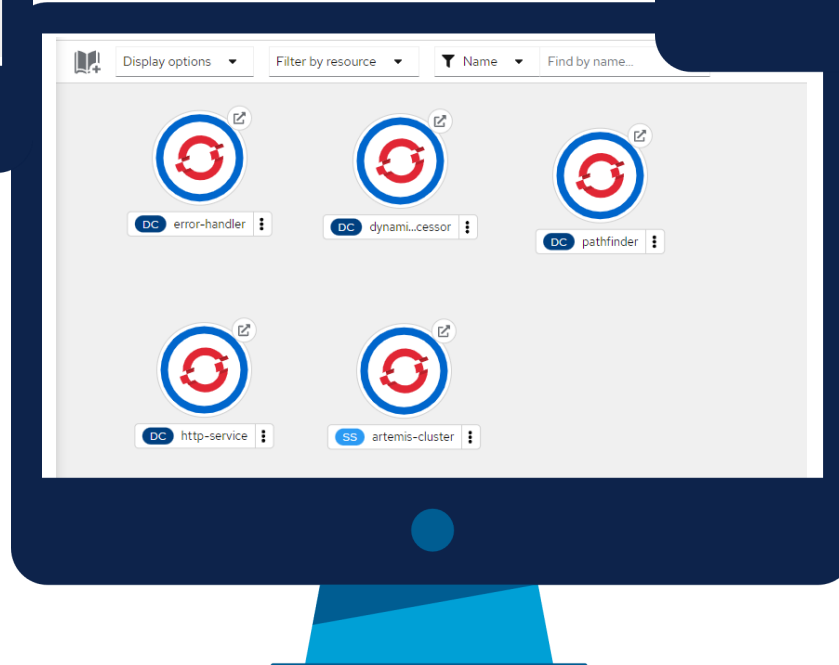 Display options
Filter by resource
Name
Find by name...
DC error-handler
DC dynami...cessor
DC pathfinder
DC http-service
SS artemis-cluster